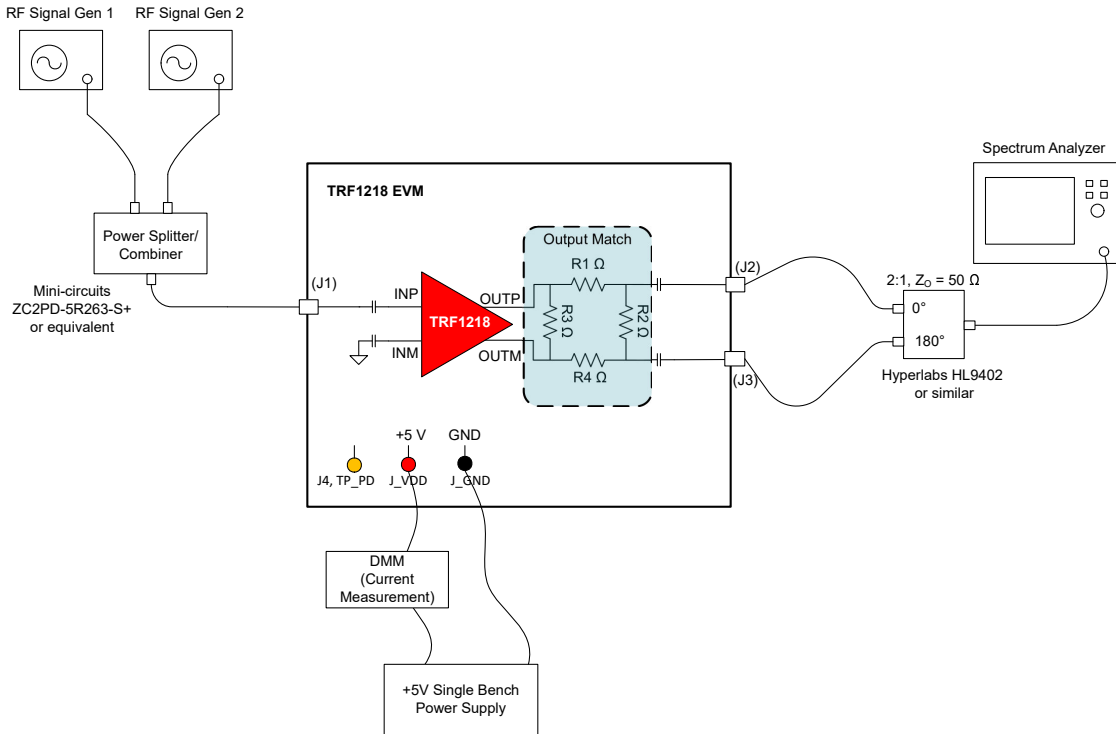 RF Signal Gen 1
RF Signal Gen 2
Power Splitter/
Combiner
Mini-circuits
ZC2PD-5R263-S+
or equivalent
TRF1218 EVM
(J1)
INP
INM
TRF1218
OUTP
OUTM
Output Match
R1 Ω
R3 Ω
R2 Ω
R4 Ω
(J2)
(J3)
2:1, ZO = 50 Ω
0°
180°
Hyperlabs HL9402
or similar
Spectrum Analyzer
+5 V
GND
J4, TP_PD
J_VDD
J_GND
DMM
(Current
Measurement)
+5V Single Bench
Power Supply